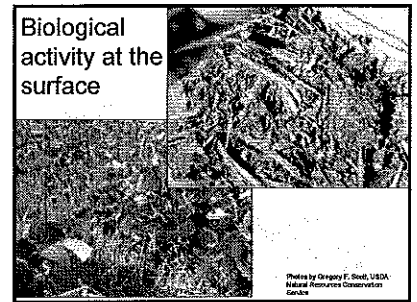 Biological
activity at the
surface
Photos by Gregory F. Scott, USDA
Natural Resources Conservation
Service